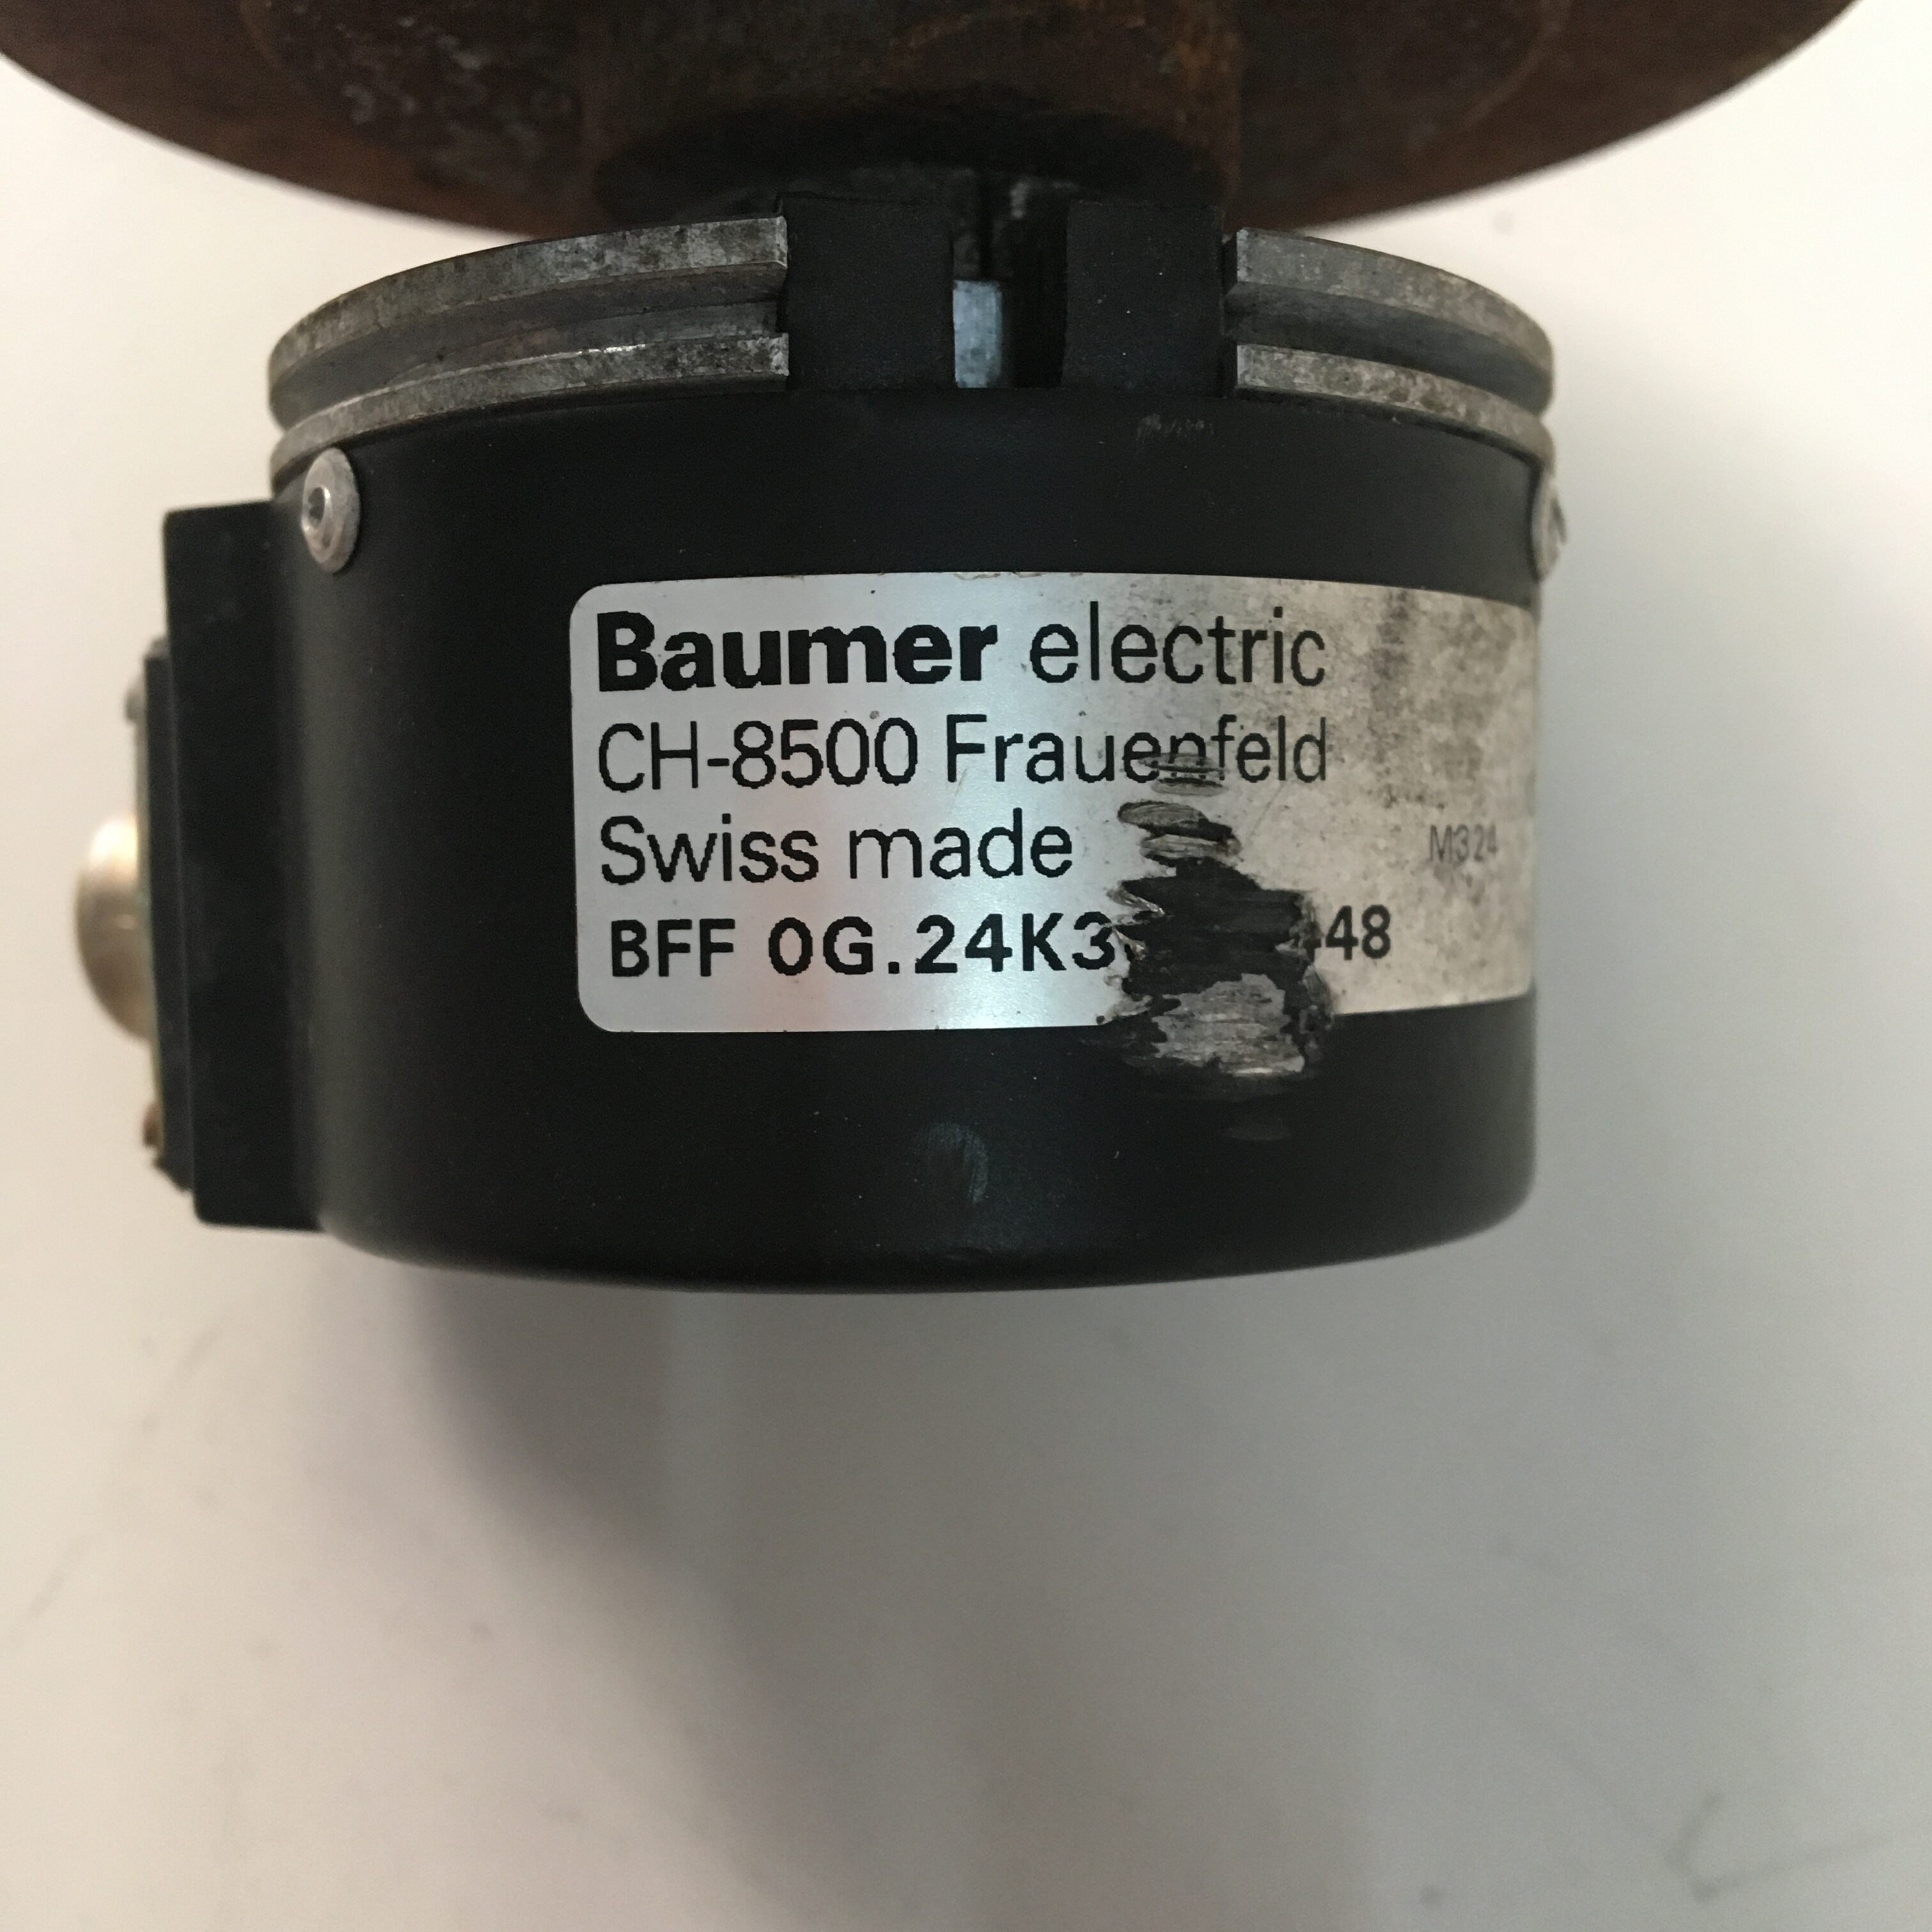 Baumer electric
CH-8500 Frauenfeld
Swiss made
M324
BFF 0G.24K3